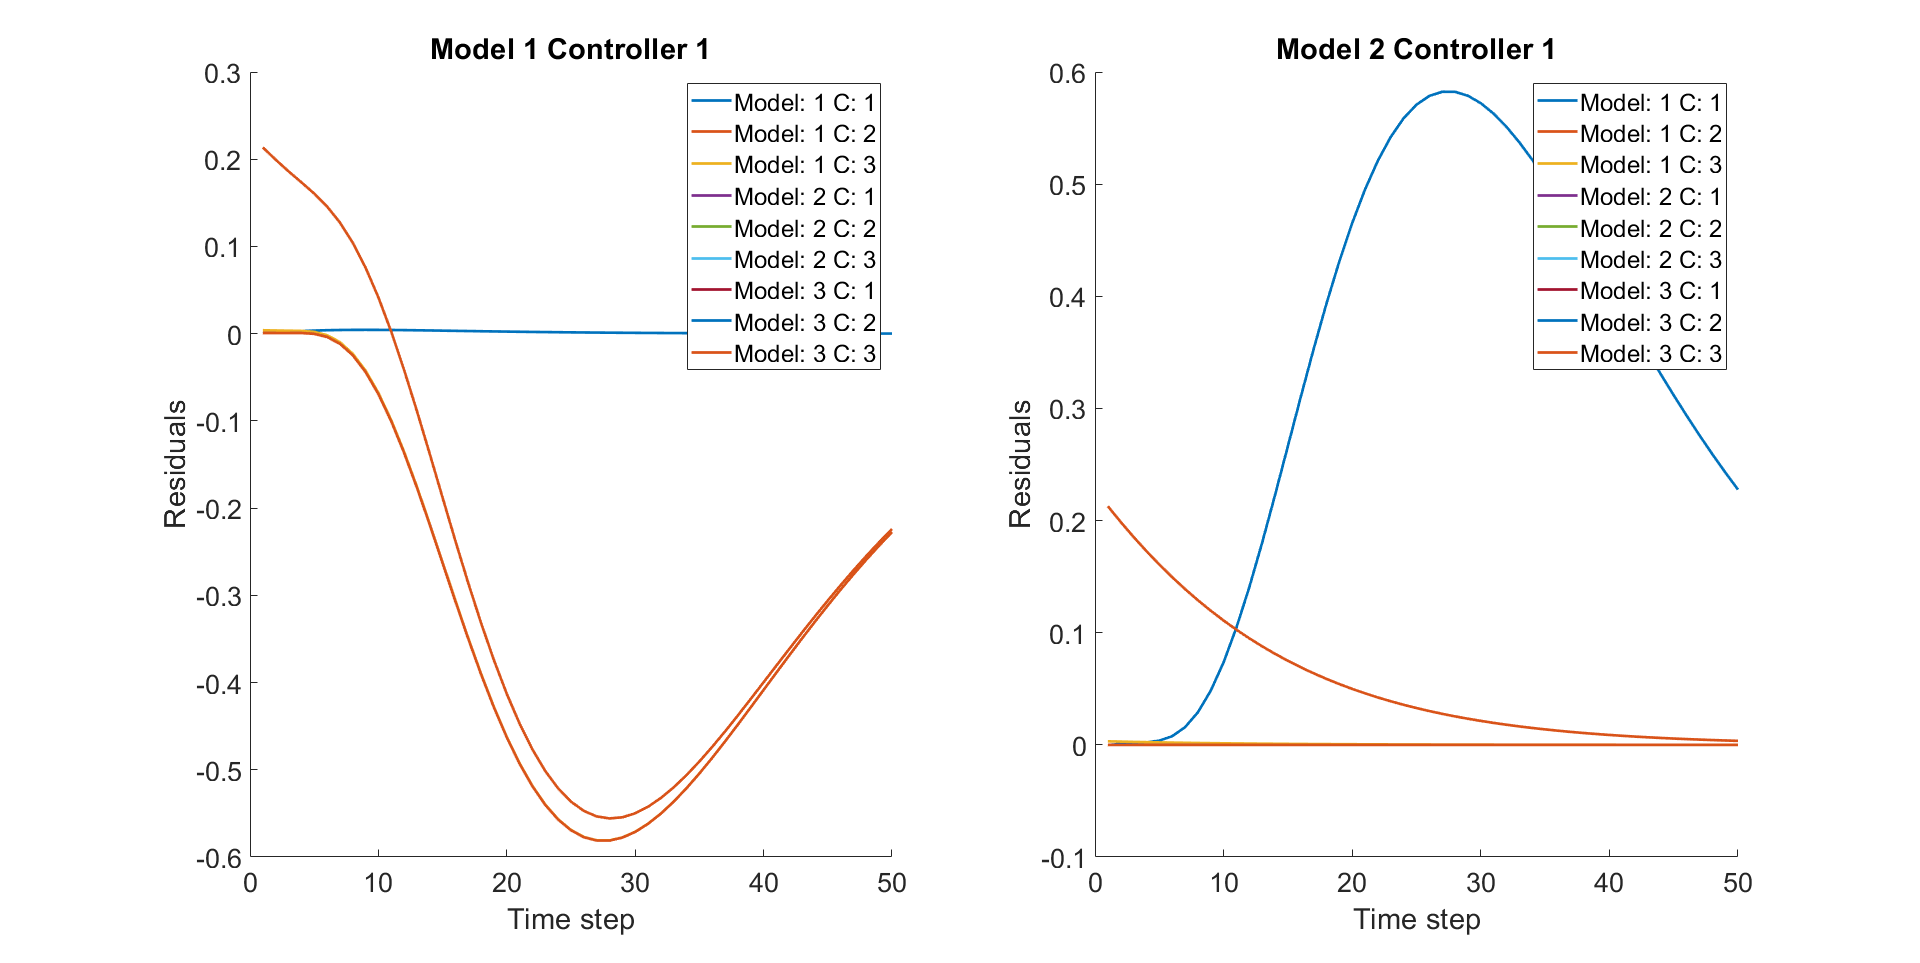 Model 1 Controller 1
0.3
0.2
0.1
0
-0.1
-0.2
-0.3
-0.4
-0.5
-0.6
Residuals
0
10
20
30
40
50
Time step
Model: 1 C: 1
Model: 1 C: 2
Model: 1 C: 3
Model: 2 C: 1
Model: 2 C: 2
Model: 2 C: 3
Model: 3 C: 1
Model: 3 C: 2
Model: 3 C: 3
Model 2 Controller 1
0.6
0.5
0.4
0.3
0.2
0.1
0
-0.1
Residuals
0
10
20
30
40
50
Time step
Model: 1 C: 1
Model: 1 C: 2
Model: 1 C: 3
Model: 2 C: 1
Model: 2 C: 2
Model: 2 C: 3
Model: 3 C: 1
Model: 3 C: 2
Model: 3 C: 3